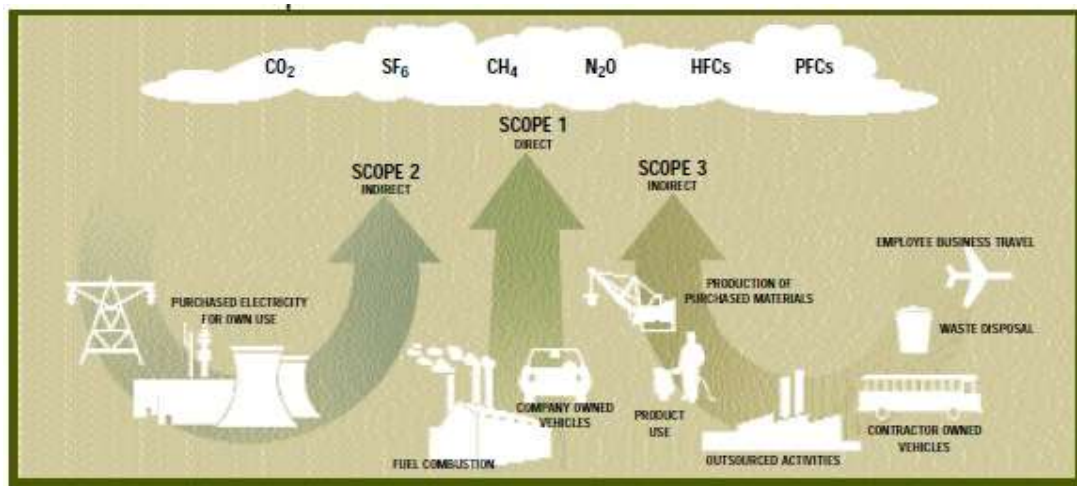 CO₂ SF₆ CH₄ N₂O HFCs PFCs
SCOPE 1
DIRECT
SCOPE 2
INDIRECT
SCOPE 3
INDIRECT
EMPLOYEE BUSINESS TRAVEL
PURCHASED ELECTRICITY
FOR OWN USE
PRODUCTION OF
PURCHASED MATERIALS
WASTE DISPOSAL
COMPANY OWNED
VEHICLES
PRODUCT
USE
CONTRACTOR OWNED
VEHICLES
FUEL COMBUSTION
OUTSOURCED ACTIVITIES